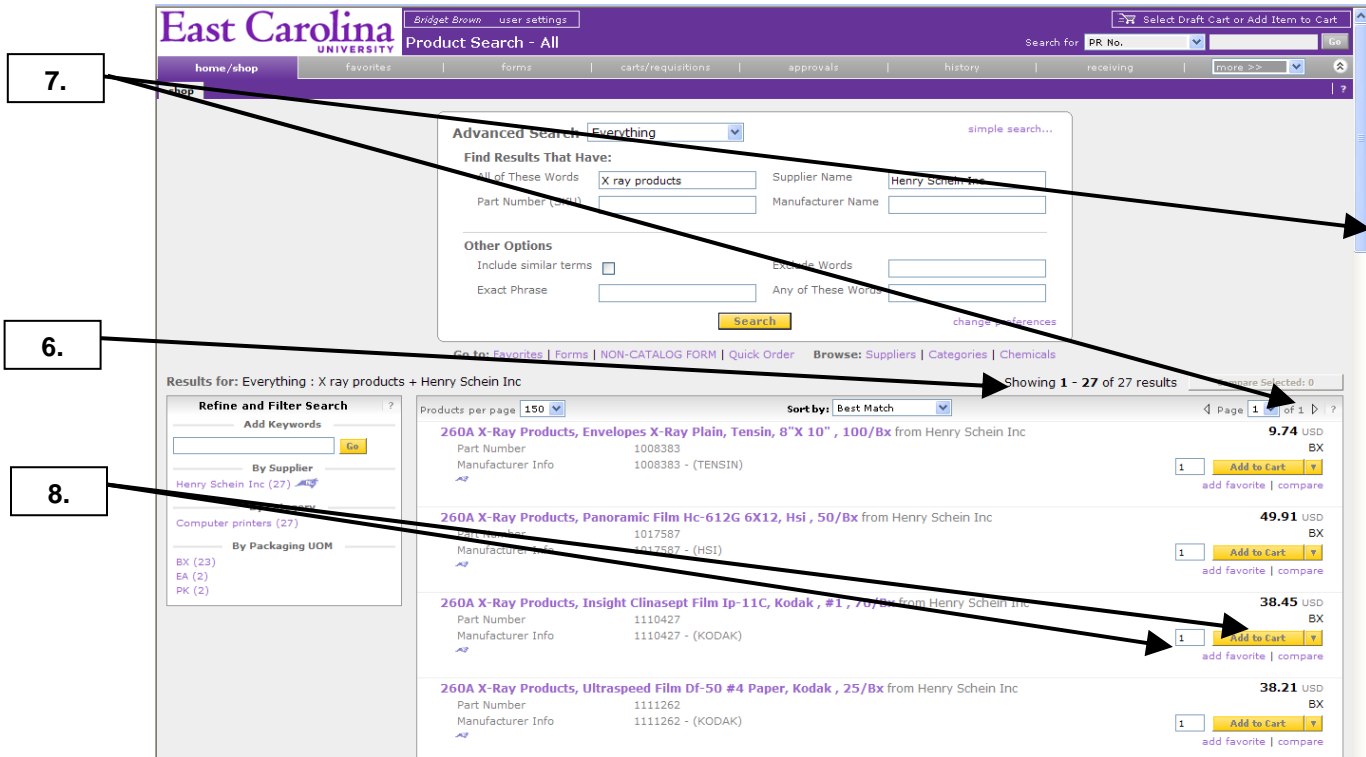 East Carolina
UNIVERSITY
Bridget Brown user settings
Select Draft Cart or Add Item to Cart
Product Search - All
Search for PR No. Go
home/shop favorites | forms | carts/requisitions | approvals | history | receiving | more >>
shop | ?
7.
Advanced Search Everything simple search...
Find Results That Have:
All of These Words X ray products Supplier Name Henry Schein Inc
Part Number (SKU) Manufacturer Name
Other Options
Include similar terms Exclude Words
Exact Phrase Any of These Words
Search change preferences
6.
Go to: Favorites | Forms | NON-CATALOG FORM | Quick Order Browse: Suppliers | Categories | Chemicals
Results for: Everything : X ray products + Henry Schein Inc
Showing 1 - 27 of 27 results Compare Selected: 0
Refine and Filter Search ?
Add Keywords
Go
By Supplier
Henry Schein Inc (27)
8.
Computer printers (27)
By Packaging UOM
BX (23)
EA (2)
PK (2)
Products per page 150 Sort by: Best Match Page 1 of 1 ?
260A X-Ray Products, Envelopes X-Ray Plain, Tensin, 8"X 10" , 100/Bx from Henry Schein Inc 9.74 USD
Part Number 1008383 BX
Manufacturer Info 1008383 - (TENSIN) 1 Add to Cart
add favorite | compare
260A X-Ray Products, Panoramic Film Hc-612G 6X12, Hsi , 50/Bx from Henry Schein Inc 49.91 USD
Part Number 1017587 BX
Manufacturer Info 1017587 - (HSI) 1 Add to Cart
add favorite | compare
260A X-Ray Products, Insight Clinasept Film Ip-11C, Kodak , #1 , from Henry Schein Inc 38.45 USD
Part Number 1110427 BX
Manufacturer Info 1110427 - (KODAK) 1 Add to Cart
add favorite | compare
260A X-Ray Products, Ultraspeed Film Df-50 #4 Paper, Kodak , 25/Bx from Henry Schein Inc 38.21 USD
Part Number 1111262 BX
Manufacturer Info 1111262 - (KODAK) 1 Add to Cart
add favorite | compare